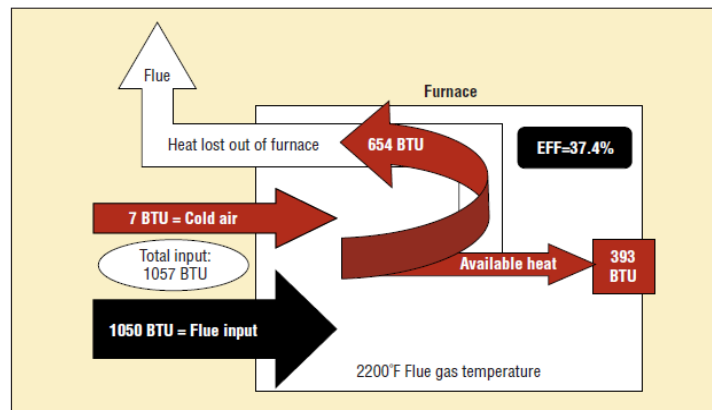 Flue
Furnace
Heat lost out of furnace
654 BTU
EFF=37.4%
7 BTU = Cold air
Total input:
1057 BTU
Available heat
393
BTU
1050 BTU = Flue input
2200°F Flue gas temperature